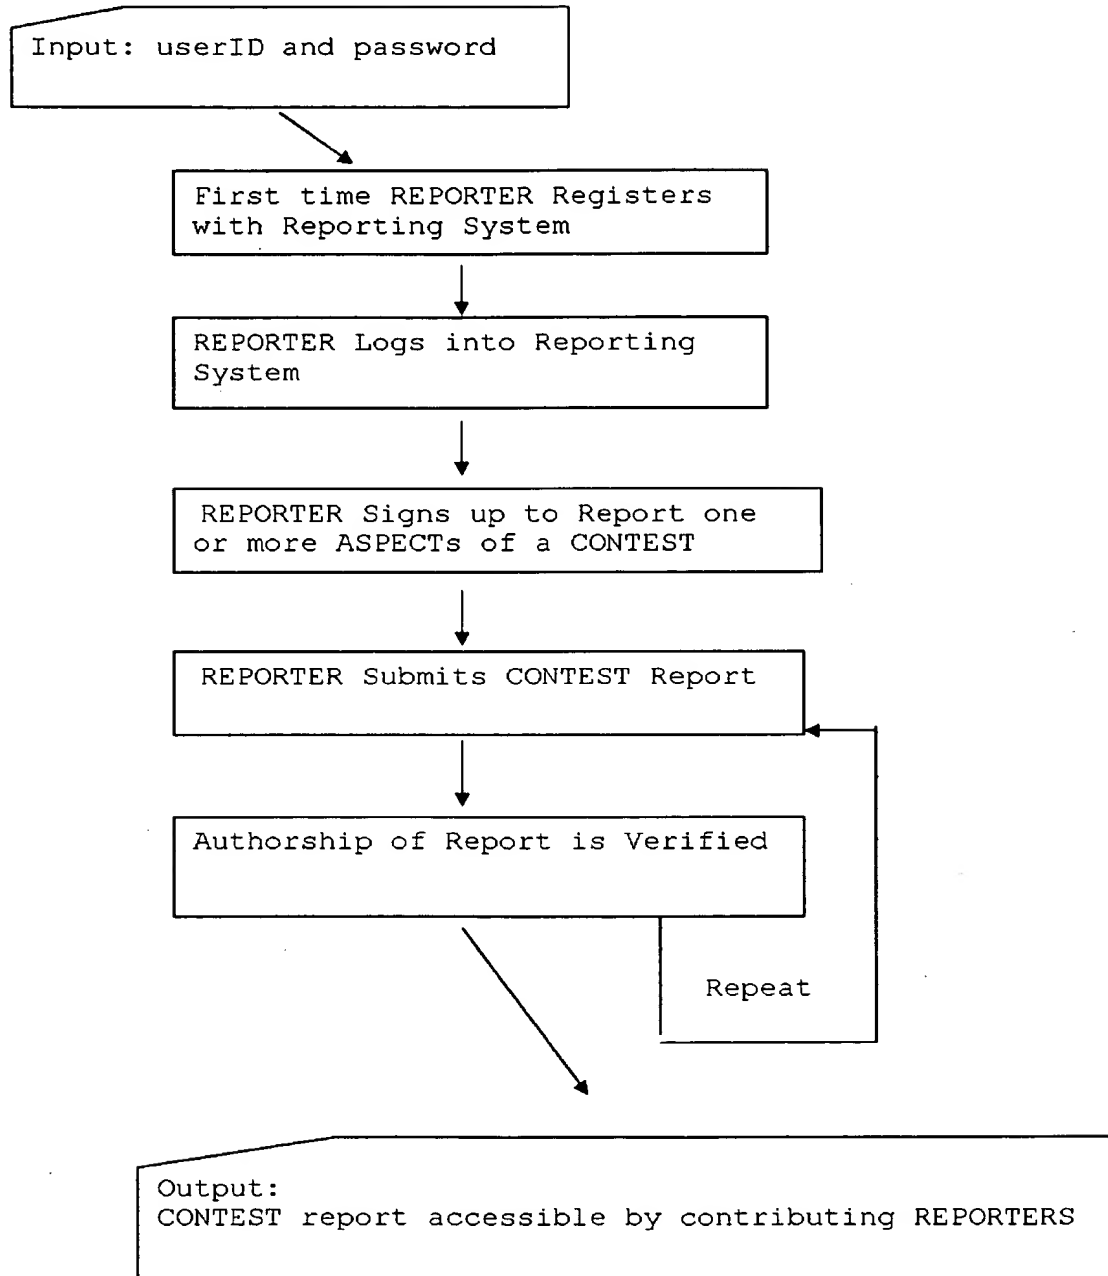 Input: userID and password
First time REPORTER Registers
with Reporting System
REPORTER Logs into Reporting
System
REPORTER Signs up to Report one
or more ASPECTs of a CONTEST
REPORTER Submits CONTEST Report
Authorship of Report is Verified
Repeat
Output:
CONTEST report accessible by contributing REPORTERS